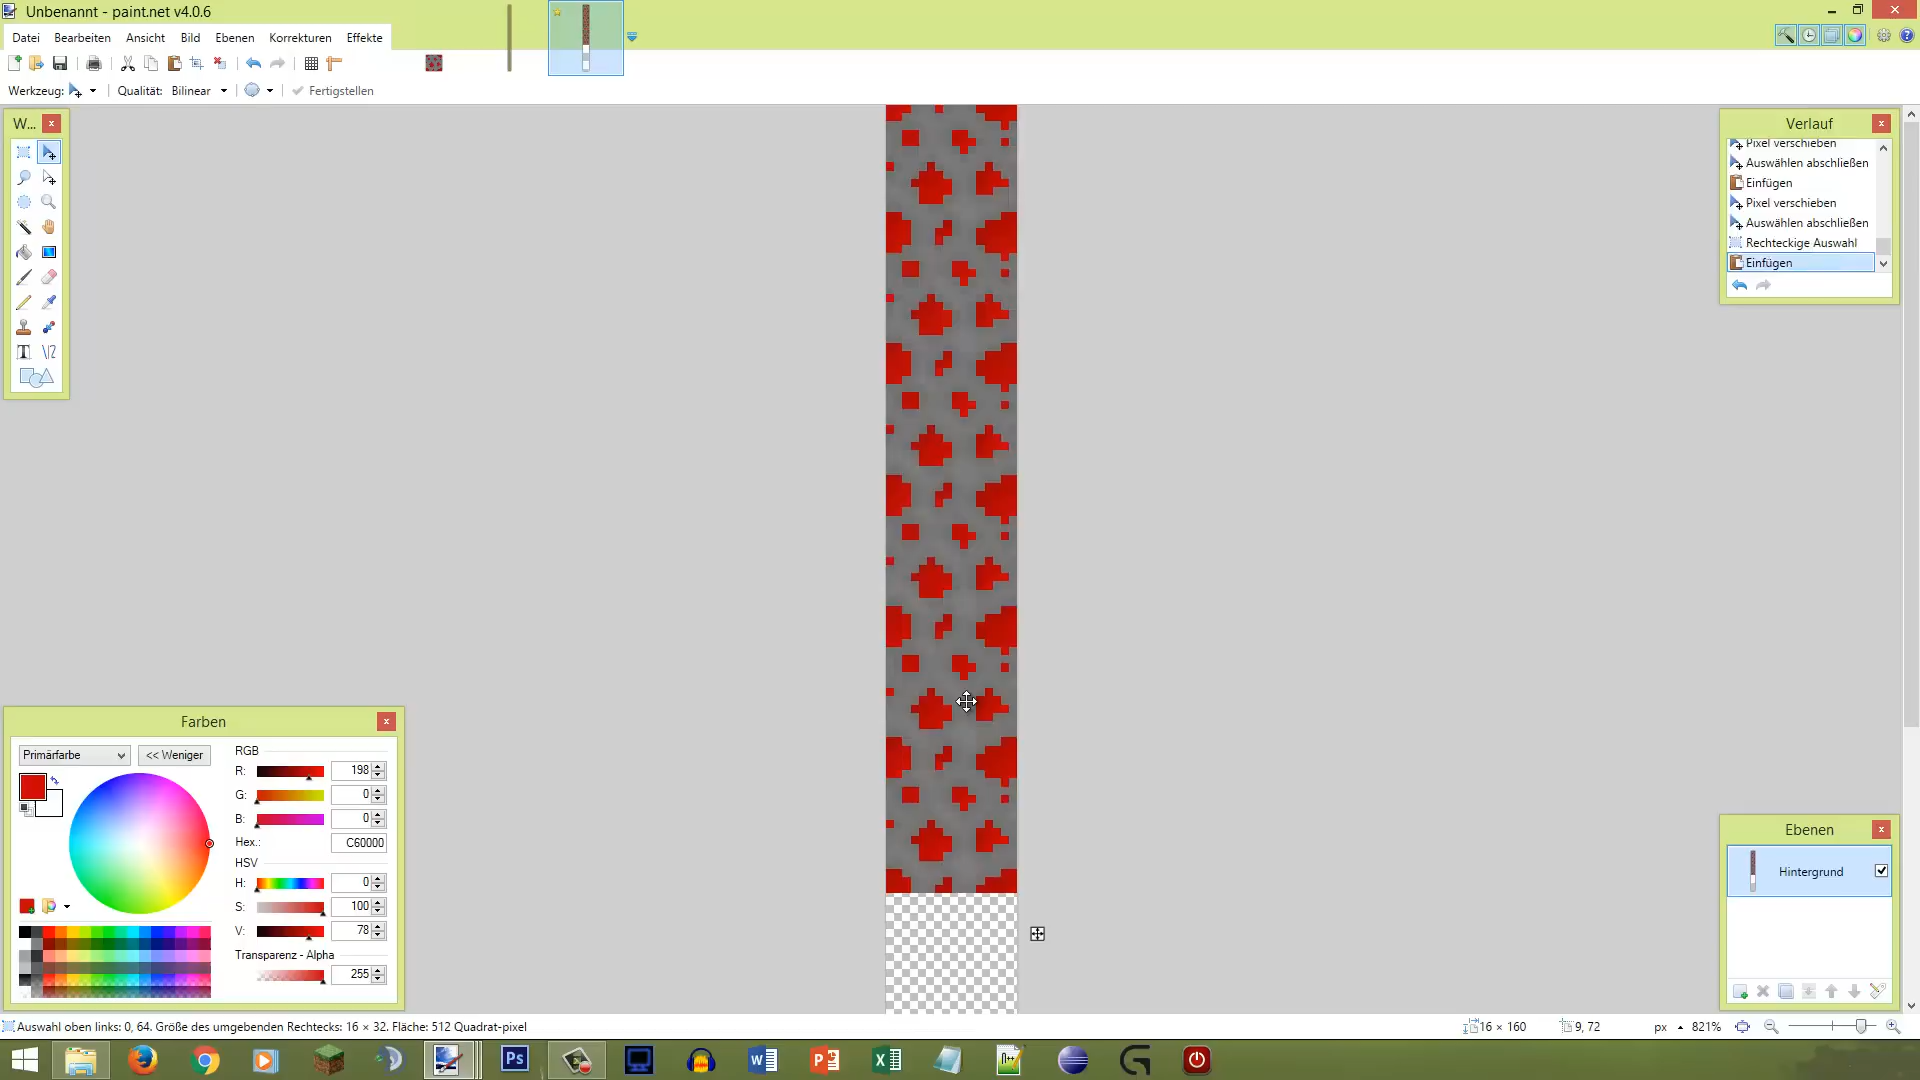 Unbenannt - paint.net v4.0.6
Datei Bearbeiten Ansicht Bild Ebenen Korrekturen Effekte
Werkzeug: Qualität: Bilinear Fertigstellen
W...
Verlauf
Pixel verschieben
Auswählen abschließen
Einfügen
Pixel verschieben
Auswählen abschließen
Rechteckige Auswahl
Einfügen
Farben
Primärfarbe << Weniger
RGB
R: 198
G: 0
B: 0
Hex.: C60000
HSV
H: 0
S: 100
V: 78
Transparenz - Alpha
255
Ebenen
Hintergrund
Auswahl oben links: 0, 64. Größe des umgebenden Rechtecks: 16 × 32. Fläche: 512 Quadrat-pixel
16 × 160 9, 72 px 821%
Ps